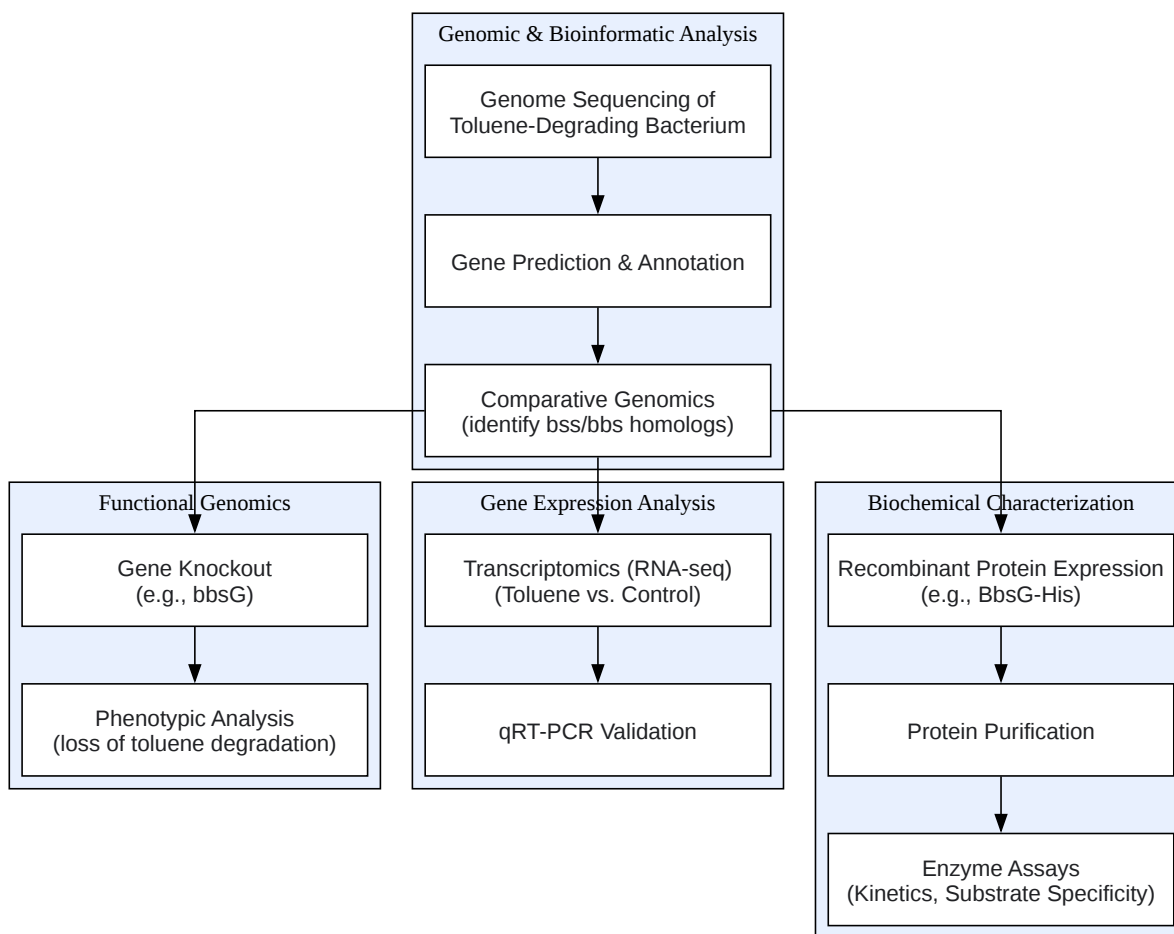 Genomic & Bioinformatic Analysis
Genome Sequencing of
Toluene-Degrading Bacterium
Gene Prediction & Annotation
Comparative Genomics
(identify bss/bbs homologs)
Functional Genomics
Gene Knockout
(e.g., bbsG)
Phenotypic Analysis
(loss of toluene degradation)
Gene Expression Analysis
Transcriptomics (RNA-seq)
(Toluene vs. Control)
qRT-PCR Validation
Biochemical Characterization
Recombinant Protein Expression
(e.g., BbsG-His)
Protein Purification
Enzyme Assays
(Kinetics, Substrate Specificity)